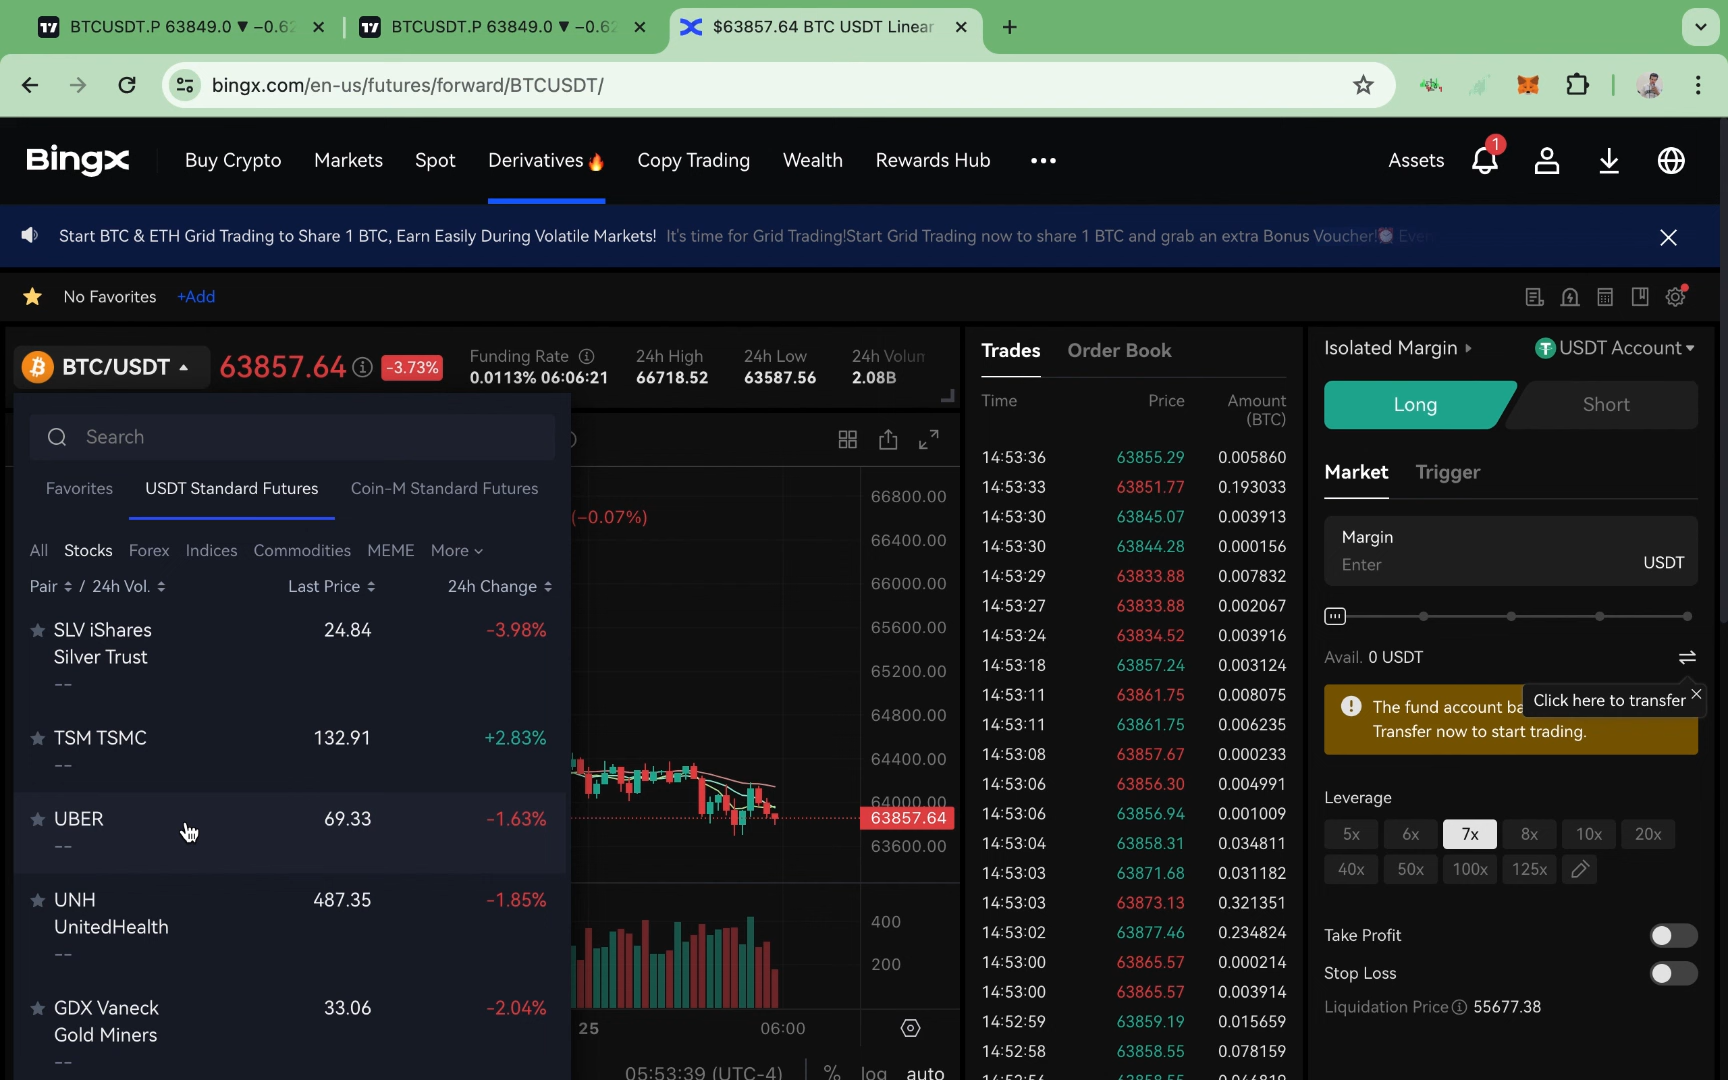 BTCUSDT.P 63849.0 ▼ −0.62
BTCUSDT.P 63849.0 ▼ −0.62
$63857.64 BTC USDT Linear
bingx.com/en-us/futures/forward/BTCUSDT/
BingX
Buy Crypto
Markets
Spot
Derivatives
Copy Trading
Wealth
Rewards Hub
Assets
1
Start BTC & ETH Grid Trading to Share 1 BTC, Earn Easily During Volatile Markets! It's time for Grid Trading!Start Grid Trading now to share 1 BTC and grab an extra Bonus Voucher!
No Favorites
+Add
BTC/USDT
63857.64
-3.73%
Funding Rate
0.0113% 06:06:21
24h High
66718.52
24h Low
63587.56
24h Volum
2.08B
Search
Favorites
USDT Standard Futures
Coin-M Standard Futures
All Stocks Forex Indices Commodities MEME More
Pair / 24h Vol. Last Price 24h Change
SLV iShares 24.84 -3.98%
Silver Trust
--
TSM TSMC 132.91 +2.83%
--
UBER 69.33 -1.63%
--
UNH 487.35 -1.85%
UnitedHealth
--
GDX Vaneck 33.06 -2.04%
Gold Miners
--
(−0.07%)
66800.00
66400.00
66000.00
65600.00
65200.00
64800.00
64400.00
64000.00
63857.64
63600.00
400
200
25 06:00
05:53:39 (UTC-4) % log auto
Trades
Order Book
Time Price Amount
(BTC)
14:53:36 63855.29 0.005860
14:53:33 63851.77 0.193033
14:53:30 63845.07 0.003913
14:53:30 63844.28 0.000156
14:53:29 63833.88 0.007832
14:53:27 63833.88 0.002067
14:53:24 63834.52 0.003916
14:53:18 63857.24 0.003124
14:53:11 63861.75 0.008075
14:53:11 63861.75 0.006235
14:53:08 63857.67 0.000233
14:53:06 63856.30 0.004991
14:53:06 63856.94 0.001009
14:53:04 63858.31 0.034811
14:53:03 63871.68 0.031182
14:53:03 63873.13 0.321351
14:53:02 63877.46 0.234824
14:53:00 63865.57 0.000214
14:53:00 63865.57 0.003914
14:52:59 63859.19 0.015659
14:52:58 63858.55 0.078159
Isolated Margin
USDT Account
Long
Short
Market
Trigger
Margin
Enter
USDT
Avail. 0 USDT
The fund account ba
Transfer now to start trading.
Click here to transfer
Leverage
5x 6x 7x 8x 10x 20x
40x 50x 100x 125x
Take Profit
Stop Loss
Liquidation Price 55677.38